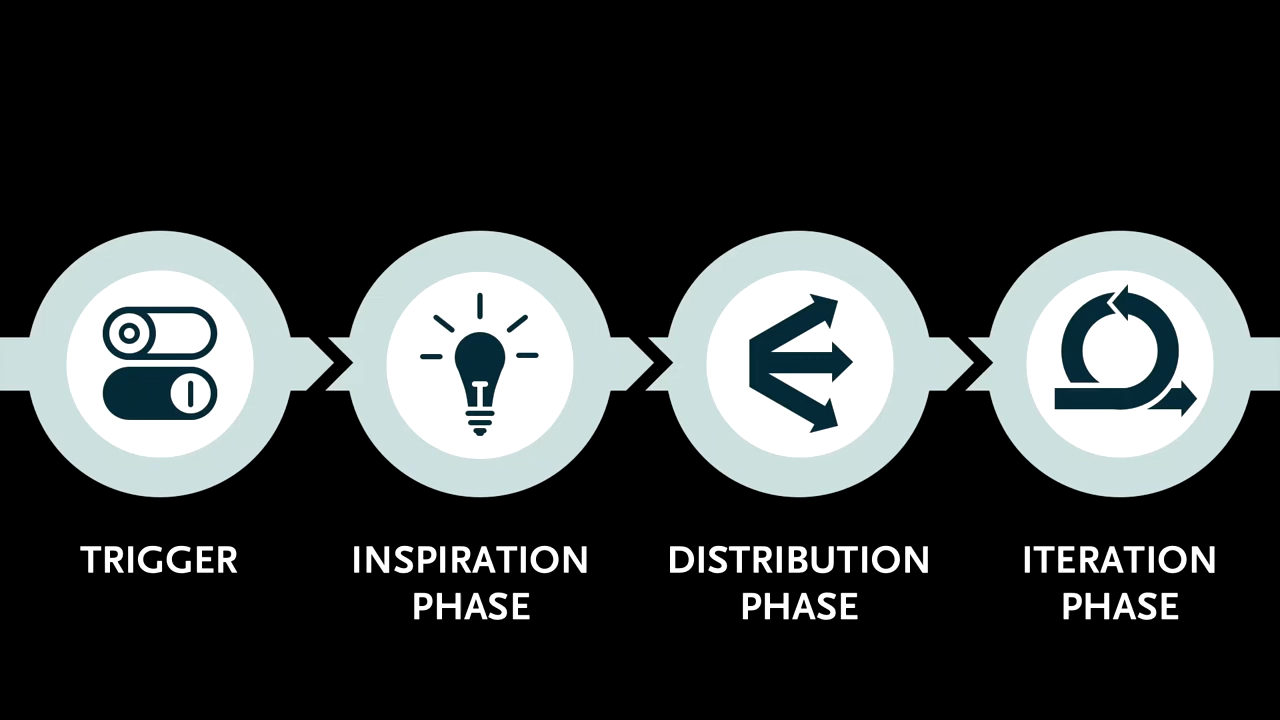 TRIGGER
INSPIRATION
PHASE
DISTRIBUTION
PHASE
ITERATION
PHASE